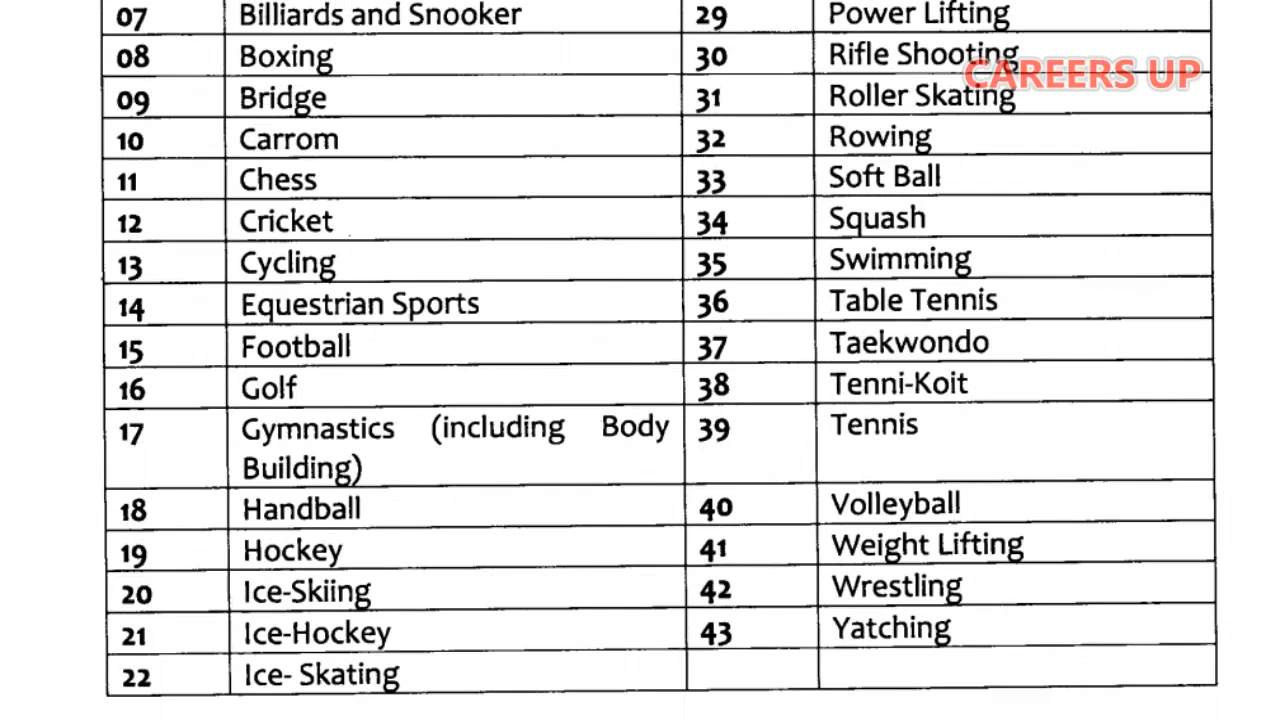 07 Billiards and Snooker 29 Power Lifting
08 Boxing 30 Rifle Shooting
CAREERS UP
09 Bridge 31 Roller Skating
10 Carrom 32 Rowing
11 Chess 33 Soft Ball
12 Cricket 34 Squash
13 Cycling 35 Swimming
14 Equestrian Sports 36 Table Tennis
15 Football 37 Taekwondo
16 Golf 38 Tenni-Koit
17 Gymnastics (including Body 39 Tennis
Building)
18 Handball 40 Volleyball
19 Hockey 41 Weight Lifting
20 Ice-Skiing 42 Wrestling
21 Ice-Hockey 43 Yatching
22 Ice- Skating